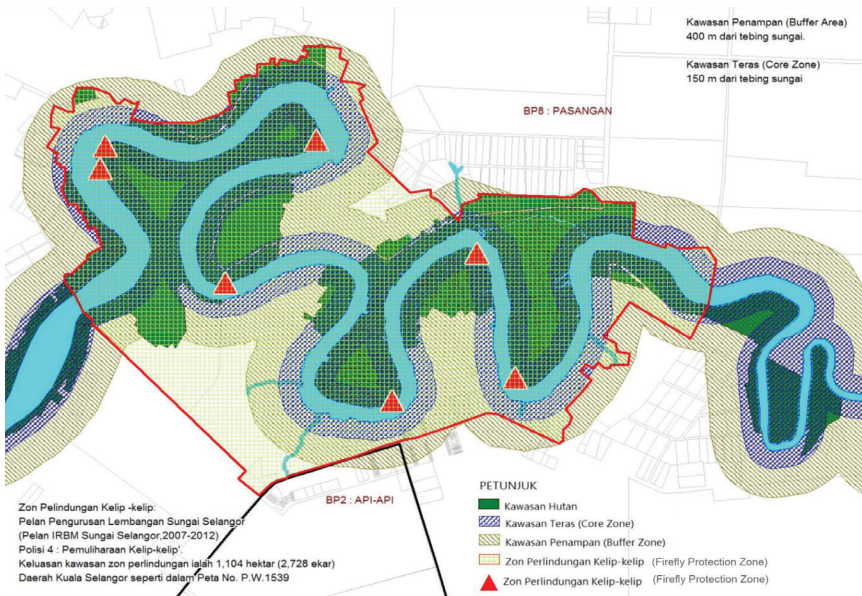 Kawasan Penampan (Buffer Area)
400 m dari tebing sungai.
Kawasan Teras (Core Zone)
150 m dari tebing sungai
BP8 : PASANGAN
BP2 : API-API
Zon Pelindungan Kelip -kelip:
Pelan Pengurusan Lembangan Sungai Selangor
(Pelan IRBM Sungai Selangor,2007-2012)
Polisi 4 : Pemuliharaan Kelip-kelip'.
Keluasan kawasan zon perlindungan ialah 1,104 hektar (2,728 ekar)
Daerah Kuala Selangor seperti dalam Peta No. P.W.1539
PETUNJUK
Kawasan Hutan
Kawasan Teras (Core Zone)
Kawasan Penampan (Buffer Zone)
Zon Perlindungan Kelip-kelip (Firefly Protection Zone)
Zon Perlindungan Kelip-kelip (Firefly Protection Zone)